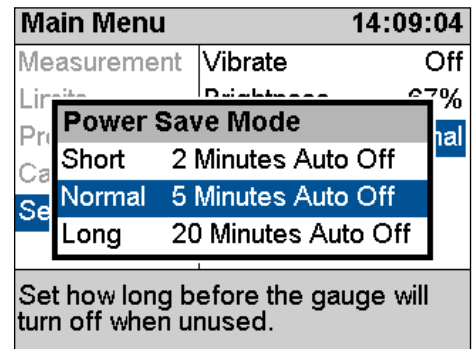 Main Menu 14:09:04
Measurement Vibrate Off
67%
Power Save Mode
Short 2 Minutes Auto Off
Normal 5 Minutes Auto Off
Long 20 Minutes Auto Off
Set how long before the gauge will
turn off when unused.